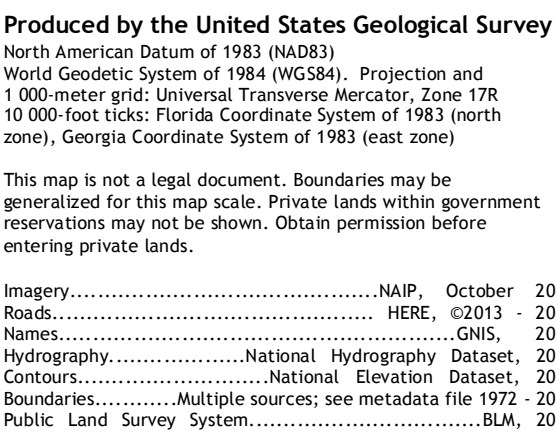 Produced by the United States Geological Survey
North American Datum of 1983 (NAD83)
World Geodetic System of 1984 (WGS84).  Projection and
1 000-meter grid: Universal Transverse Mercator, Zone 17R
10 000-foot ticks: Florida Coordinate System of 1983 (north
zone), Georgia Coordinate System of 1983 (east zone)
This map is not a legal document. Boundaries may be
generalized for this map scale. Private lands within government
reservations may not be shown. Obtain permission before
entering private lands.
Imagery.........................................NAIP, October 20
Roads............................................ HERE, ©2013 - 20
Names.....................................................GNIS, 20
Hydrography.....................National Hydrography Dataset, 20
Contours..........................National Elevation Dataset, 20
Boundaries...........Multiple sources; see metadata file 1972 - 20
Public Land Survey System...............................BLM, 20